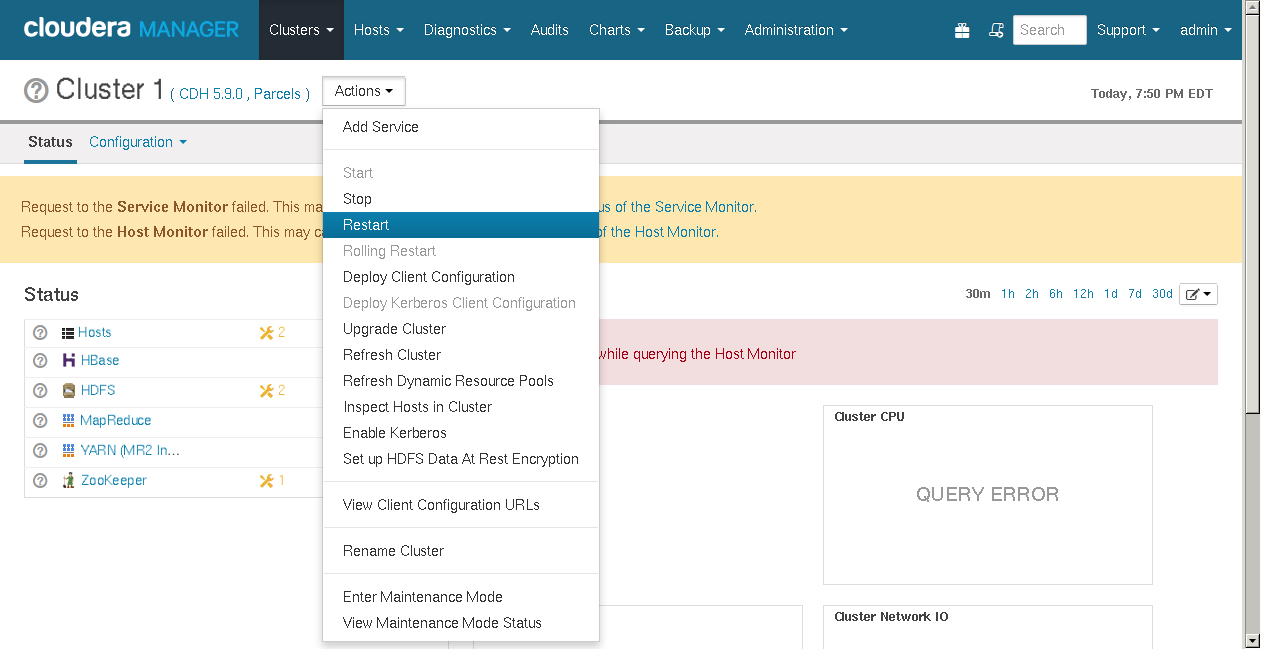 cloudera MANAGER Clusters Hosts Diagnostics Audits Charts Backup Administration Search Support admin
Cluster 1 ( CDH 5.9.0 , Parcels ) Actions Today, 7:50 PM EDT
Status Configuration
Add Service
Start
Stop
Restart
Rolling Restart
Deploy Client Configuration
Deploy Kerberos Client Configuration
Upgrade Cluster
Refresh Cluster
Refresh Dynamic Resource Pools
Inspect Hosts in Cluster
Enable Kerberos
Set up HDFS Data At Rest Encryption
View Client Configuration URLs
Rename Cluster
Enter Maintenance Mode
View Maintenance Mode Status
Request to the Service Monitor failed. This of the Service Monitor.
Request to the Host Monitor failed. This may of the Host Monitor.
Status 30m 1h 2h 6h 12h 1d 7d 30d
Hosts 2
HBase
HDFS 2
MapReduce
YARN (MR2 In...
ZooKeeper 1
while querying the Host Monitor
Cluster CPU
QUERY ERROR
Cluster Network IO